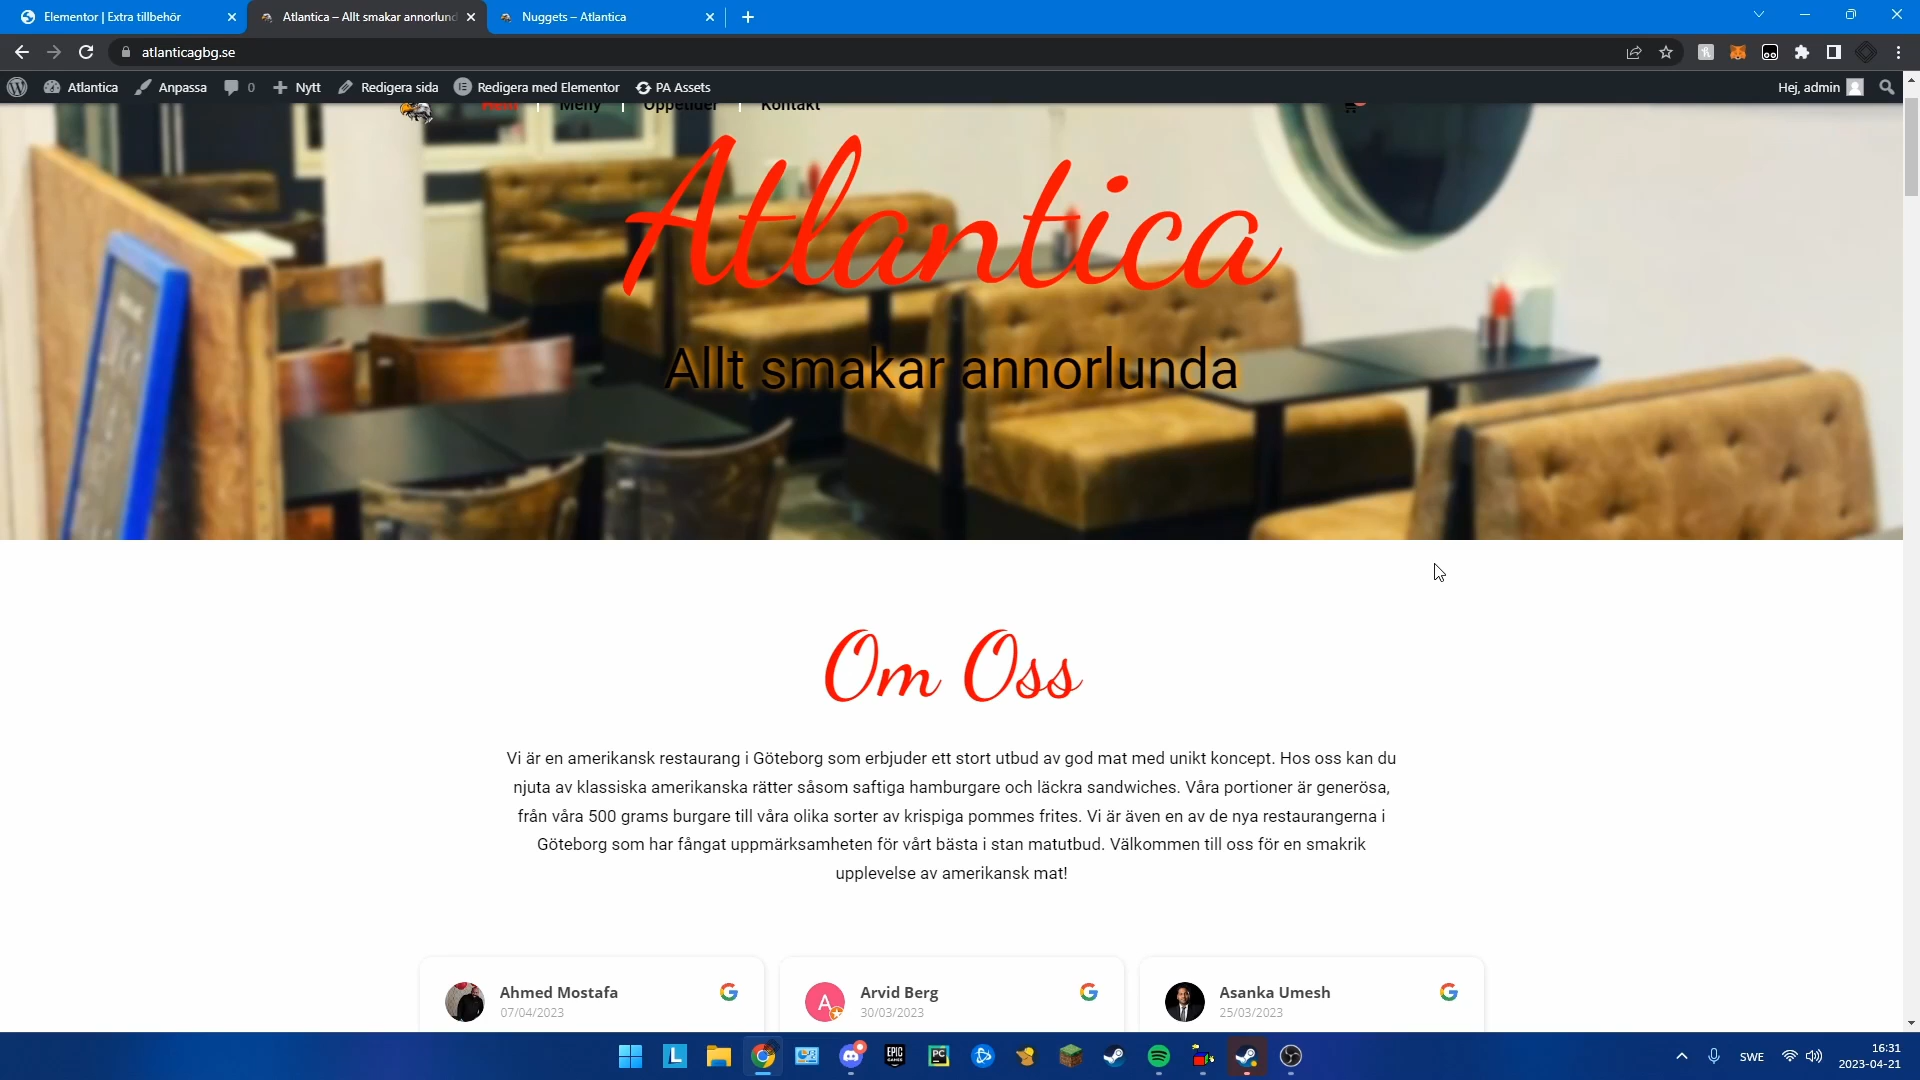 Elementor | Extra tillbehör
Atlantica – Allt smakar annorlund
Nuggets – Atlantica
atlanticagbg.se
Atlantica
Anpassa
0
Nytt
Redigera sida
Redigera med Elementor
PA Assets
Hej, admin
Hem
Meny
Öppetider
Kontakt
Atlantica
Allt smakar annorlunda
Om Oss
Vi är en amerikansk restaurang i Göteborg som erbjuder ett stort utbud av god mat med unikt koncept. Hos oss kan du
njuta av klassiska amerikanska rätter såsom saftiga hamburgare och läckra sandwiches. Våra portioner är generösa,
från våra 500 grams burgare till våra olika sorter av krispiga pommes frites. Vi är även en av de nya restaurangerna i
Göteborg som har fångat uppmärksamheten för vårt bästa i stan matutbud. Välkommen till oss för en smakrik
upplevelse av amerikansk mat!
Ahmed Mostafa
07/04/2023
A
Arvid Berg
30/03/2023
Asanka Umesh
25/03/2023
L
EPIC
GAMES
PC
SWE
16:31
2023-04-21